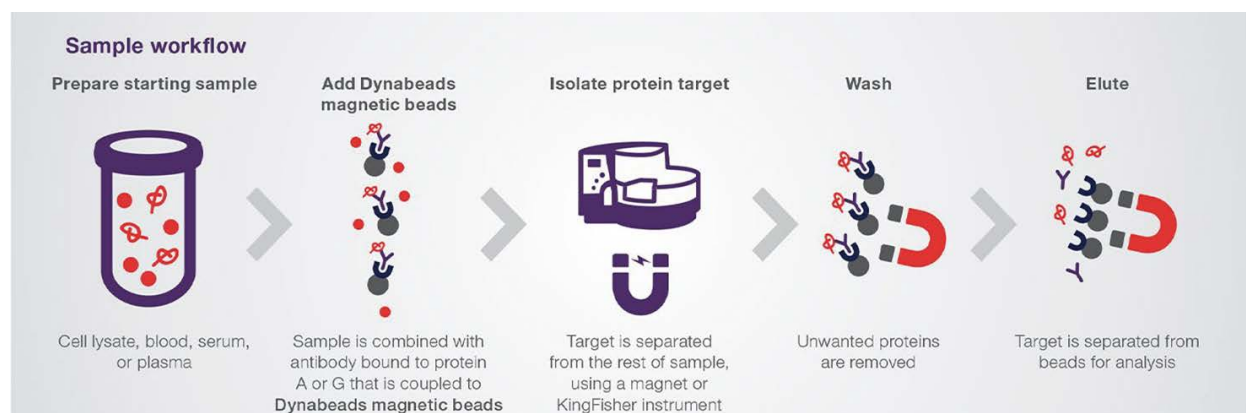 Sample workflow
Prepare starting sample
Cell lysate, blood, serum,
or plasma
Add Dynabeads
magnetic beads
Sample is combined with
antibody bound to protein
A or G that is coupled to
Dynabeads magnetic beads
Isolate protein target
Target is separated
from the rest of sample,
using a magnet or
KingFisher instrument
Wash
Unwanted proteins
are removed
Elute
Target is separated from
beads for analysis